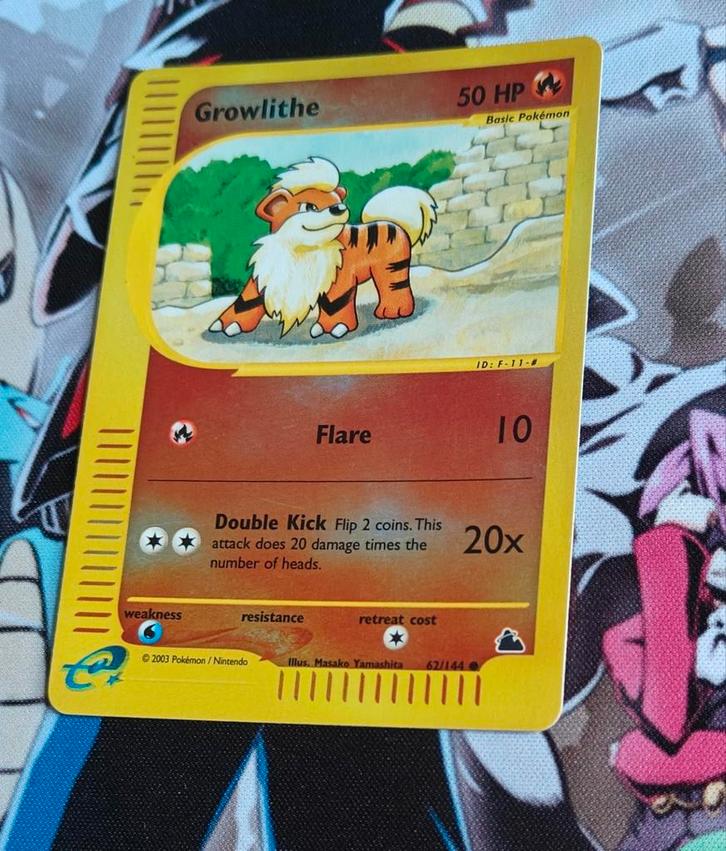 Growlithe
50 HP
Basic Pokémon
ID: F-11-#
Flare 10
Double Kick Flip 2 coins. This
attack does 20 damage times the
number of heads.
20x
weakness resistance retreat cost
e
© 2003 Pokémon / Nintendo
Illus. Masako Yamashita
62/144